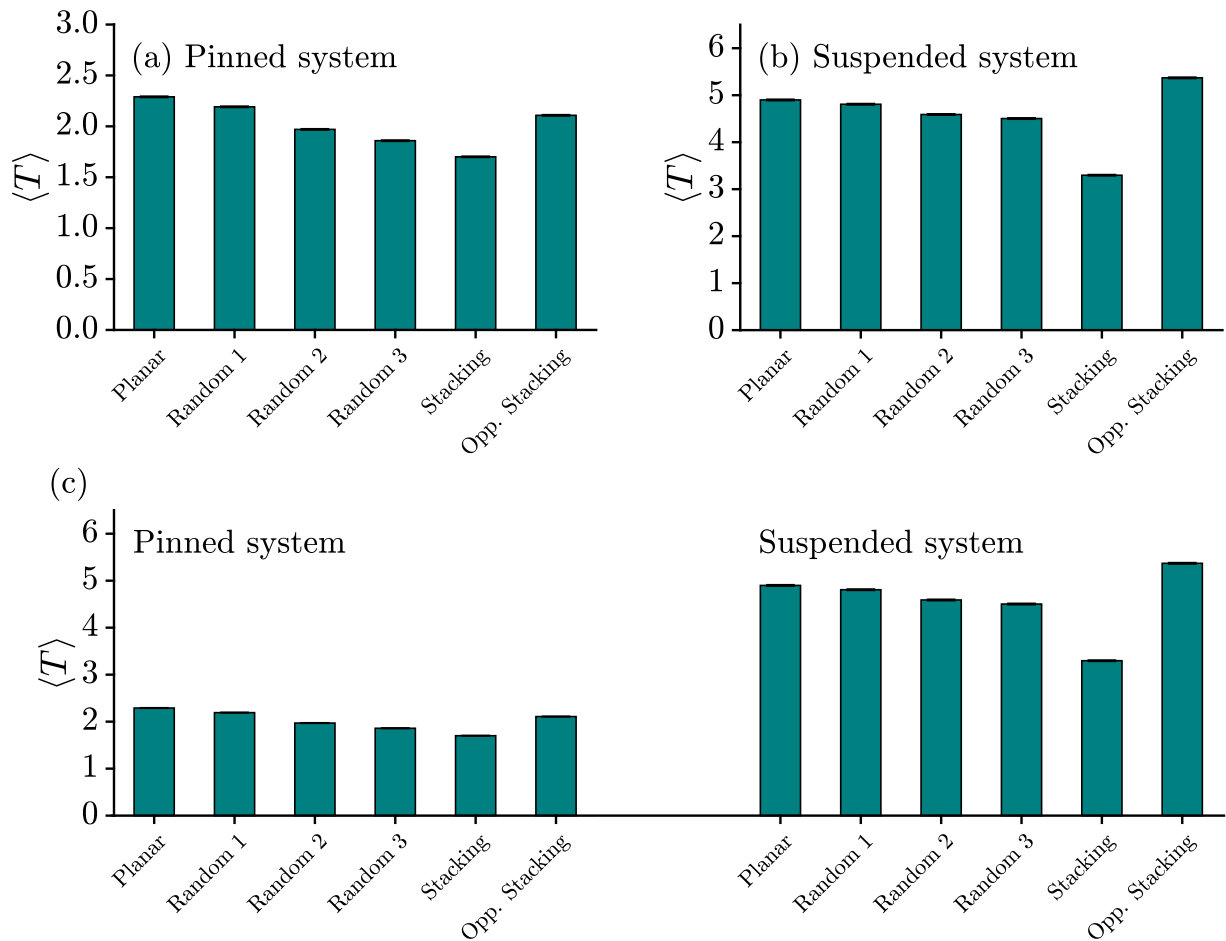 (a) Pinned system
3.0
2.5
2.0
1.5
1.0
0.5
0.0
⟨T⟩
Planar
Random 1
Random 2
Random 3
Stacking
Opp. Stacking
(b) Suspended system
6
5
4
3
2
1
0
⟨T⟩
Planar
Random 1
Random 2
Random 3
Stacking
Opp. Stacking
(c)
Pinned system
Suspended system
6
5
4
3
2
1
0
⟨T⟩
Planar
Random 1
Random 2
Random 3
Stacking
Opp. Stacking
Planar
Random 1
Random 2
Random 3
Stacking
Opp. Stacking